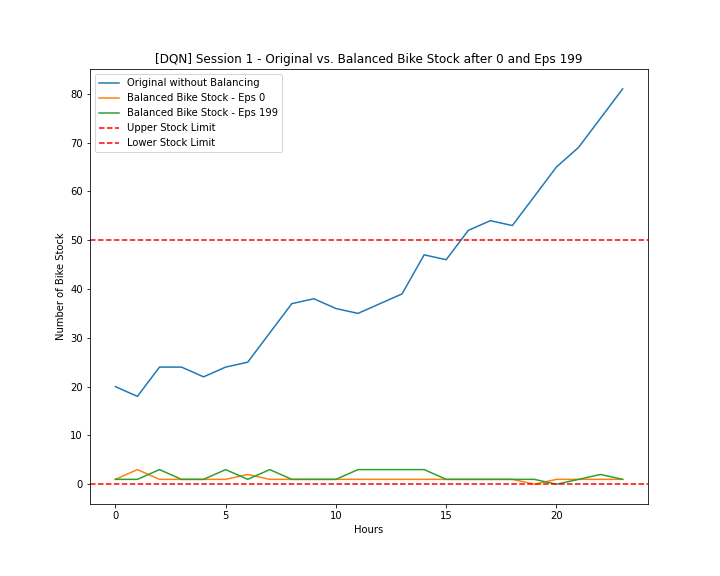 [DQN] Session 1 - Original vs. Balanced Bike Stock after 0 and Eps 199
Original without Balancing
Balanced Bike Stock - Eps 0
Balanced Bike Stock - Eps 199
Upper Stock Limit
Lower Stock Limit
Number of Bike Stock
80
70
60
50
40
30
20
10
0
0 5 10 15 20
Hours